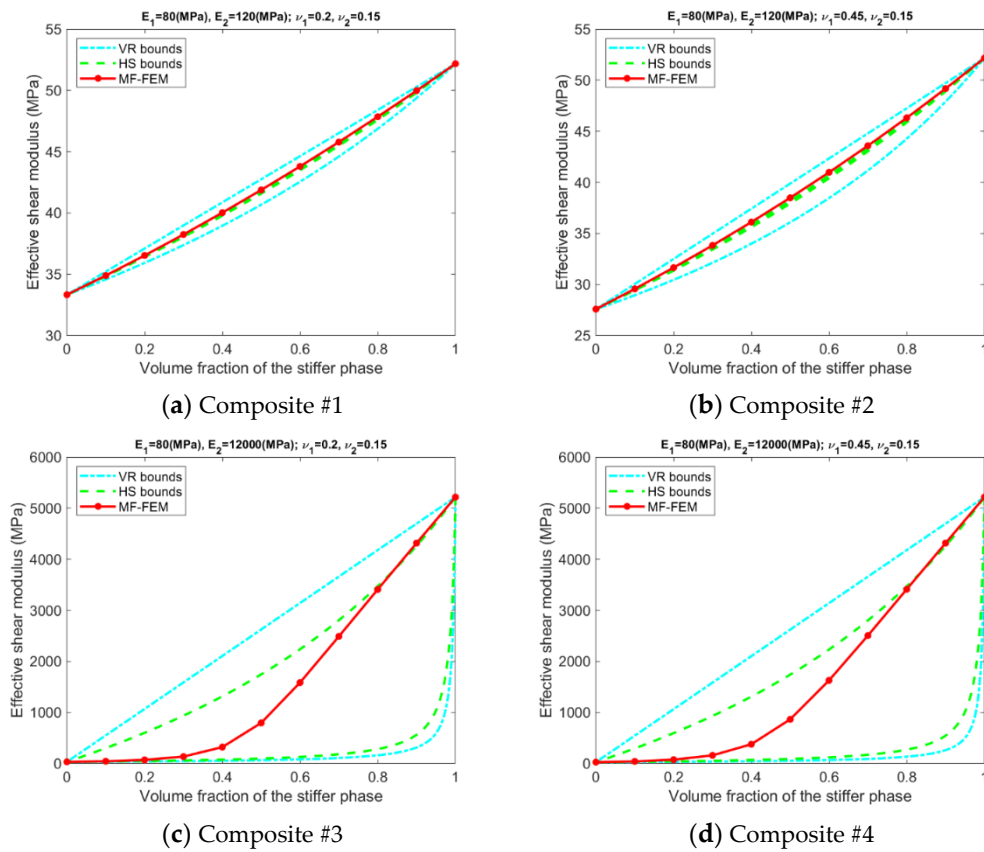 E₁=80(MPa), E₂=120(MPa); ν₁=0.2, ν₂=0.15
55
50
45
40
35
30
Effective shear modulus (MPa)
VR bounds
HS bounds
MF-FEM
0 0.2 0.4 0.6 0.8 1
Volume fraction of the stiffer phase
(a) Composite #1
E₁=80(MPa), E₂=120(MPa); ν₁=0.45, ν₂=0.15
55
50
45
40
35
30
25
Effective shear modulus (MPa)
VR bounds
HS bounds
MF-FEM
0 0.2 0.4 0.6 0.8 1
Volume fraction of the stiffer phase
(b) Composite #2
E₁=80(MPa), E₂=12000(MPa); ν₁=0.2, ν₂=0.15
6000
5000
4000
3000
2000
1000
0
Effective shear modulus (MPa)
VR bounds
HS bounds
MF-FEM
0 0.2 0.4 0.6 0.8 1
Volume fraction of the stiffer phase
(c) Composite #3
E₁=80(MPa), E₂=12000(MPa); ν₁=0.45, ν₂=0.15
6000
5000
4000
3000
2000
1000
0
Effective shear modulus (MPa)
VR bounds
HS bounds
MF-FEM
0 0.2 0.4 0.6 0.8 1
Volume fraction of the stiffer phase
(d) Composite #4